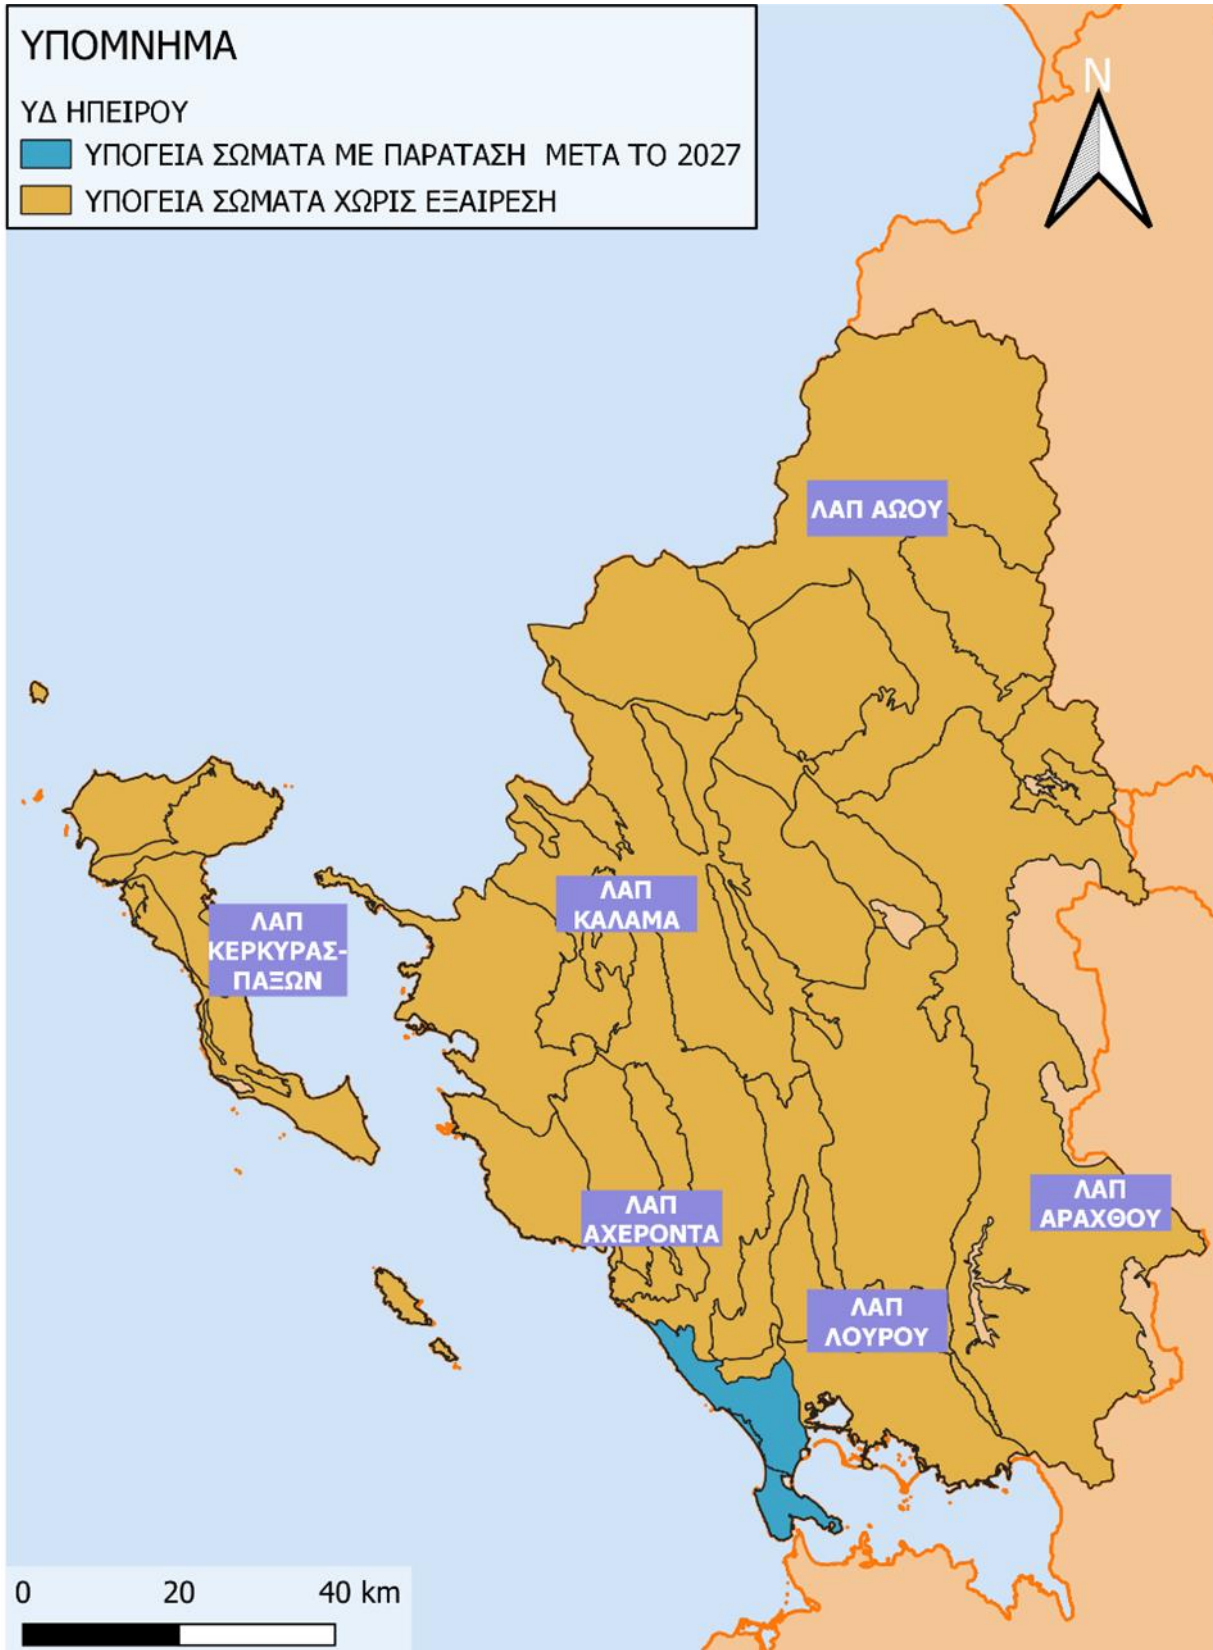 ΥΠΟΜΝΗΜΑ
ΥΔ ΗΠΕΙΡΟΥ
ΥΠΟΓΕΙΑ ΣΩΜΑΤΑ ΜΕ ΠΑΡΑΤΑΣΗ ΜΕΤΑ ΤΟ 2027
ΥΠΟΓΕΙΑ ΣΩΜΑΤΑ ΧΩΡΙΣ ΕΞΑΙΡΕΣΗ
N
ΛΑΠ ΑΩΟΥ
ΛΑΠ
ΚΑΛΑΜΑ
ΛΑΠ
ΚΕΡΚΥΡΑΣ-
ΠΑΞΩΝ
ΛΑΠ
ΑΡΑΧΘΟΥ
ΛΑΠ
ΑΧΕΡΟΝΤΑ
ΛΑΠ
ΛΟΥΡΟΥ
0 20 40 km